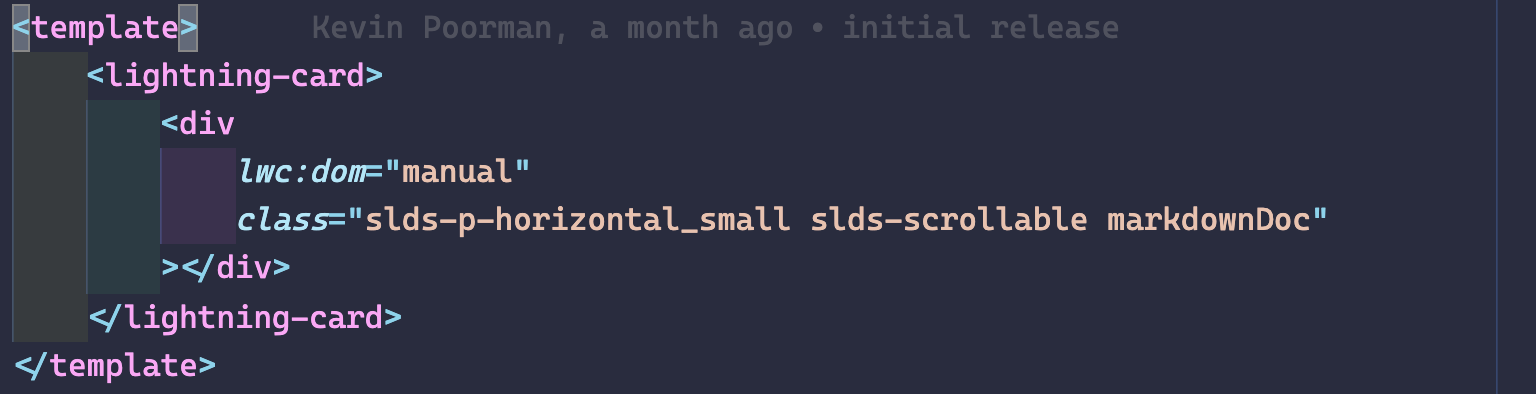 <template> Kevin Poorman, a month ago • initial release
<lightning-card>
<div
lwc:dom="manual"
class="slds-p-horizontal_small slds-scrollable markdownDoc"
></div>
</lightning-card>
</template>